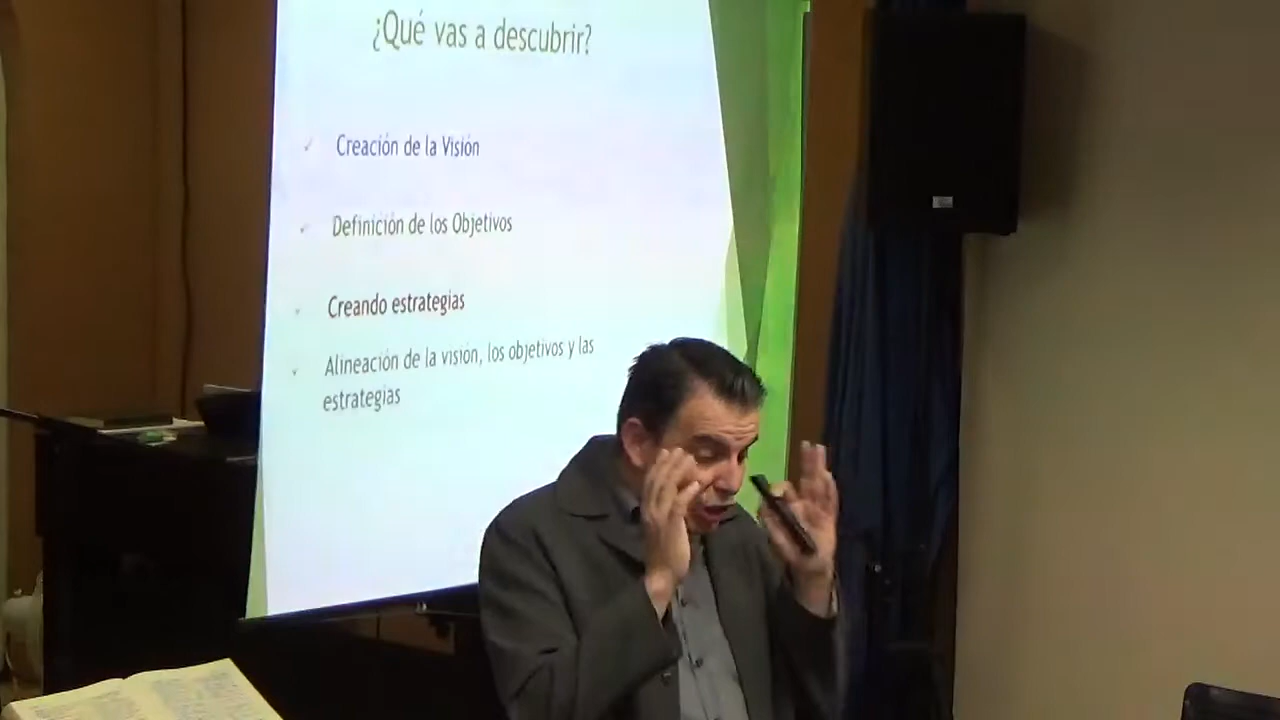 ¿Qué vas a descubrir?
Creación de la Visión
Definición de los Objetivos
Creando estrategias
Alineación de la visión, los objetivos y las
estrategias